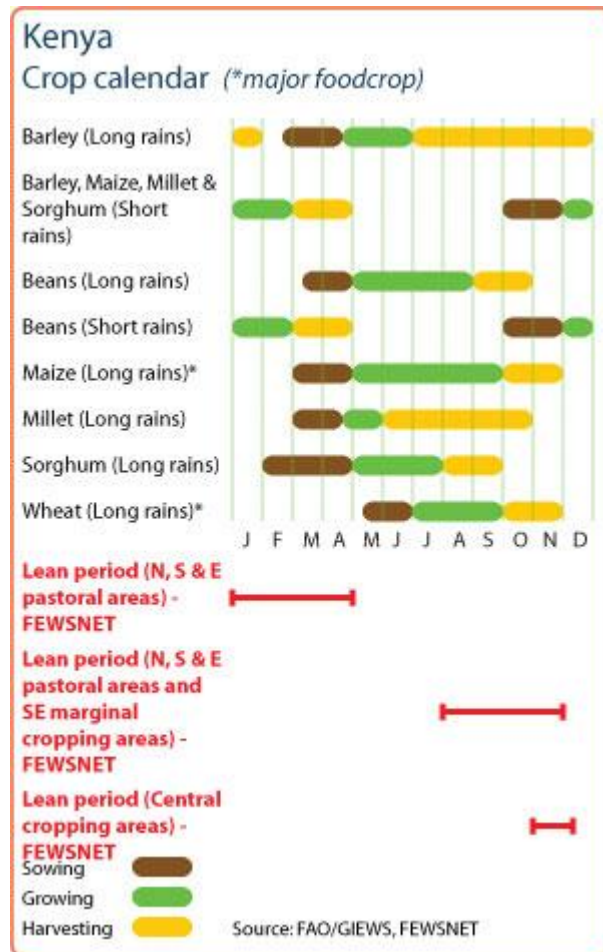 Kenya
Crop calendar (*major foodcrop)
Barley (Long rains)
Barley, Maize, Millet &
Sorghum (Short
rains)
Beans (Long rains)
Beans (Short rains)
Maize (Long rains)*
Millet (Long rains)
Sorghum (Long rains)
Wheat (Long rains)*
J F M A M J J A S O N D
Lean period (N, S & E
pastoral areas) -
FEWSNET
Lean period (N, S & E
pastoral areas and
SE marginal
cropping areas) -
FEWSNET
Lean period (Central
cropping areas) -
FEWSNET
Sowing
Growing
Harvesting
Source: FAO/GIEWS, FEWSNET